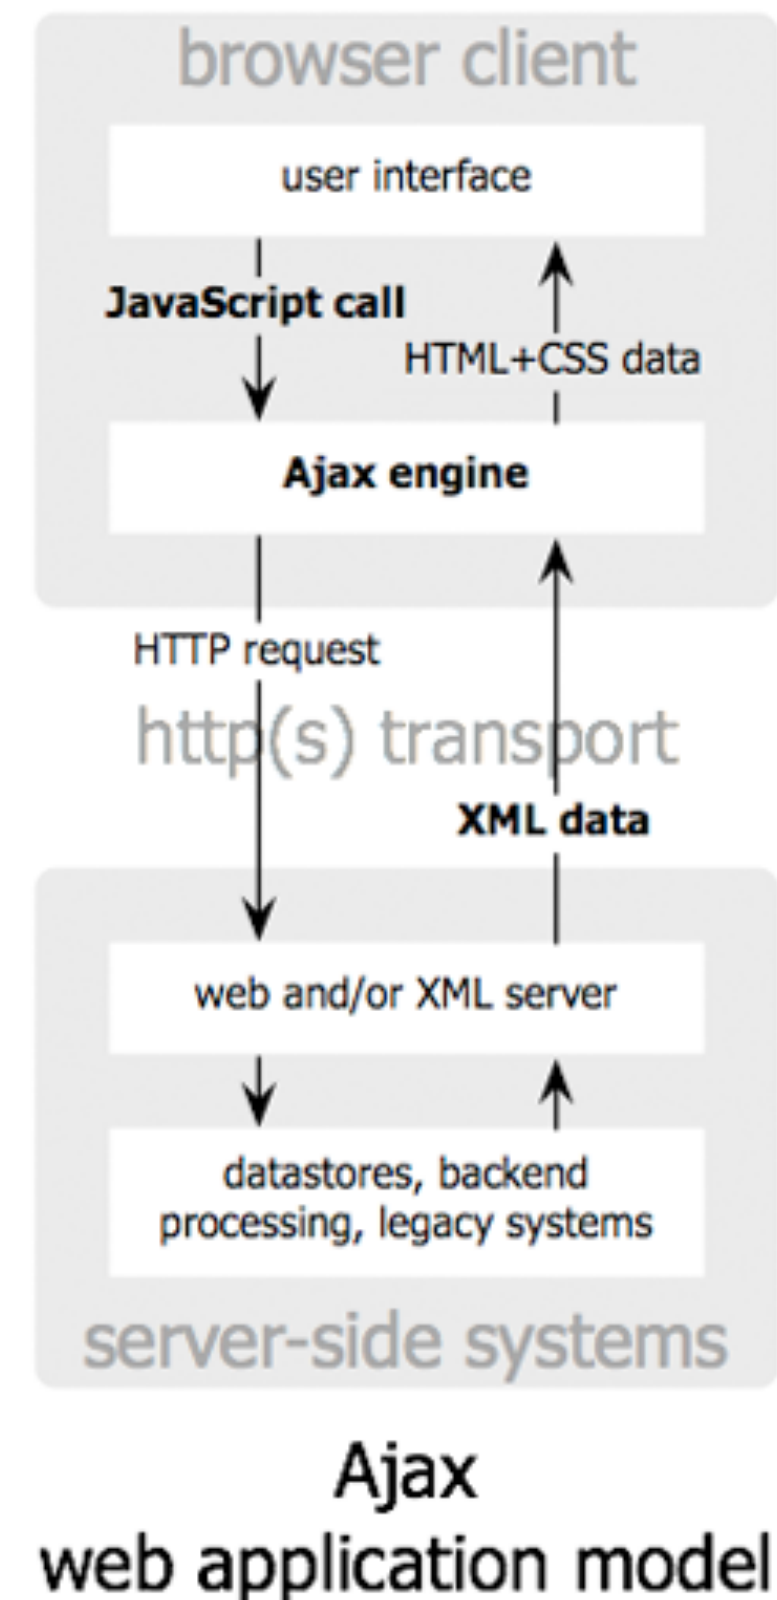 browser client
user interface
JavaScript call
HTML+CSS data
Ajax engine
HTTP request
http(s) transport
XML data
web and/or XML server
datastores, backend
processing, legacy systems
server-side systems
Ajax
web application model